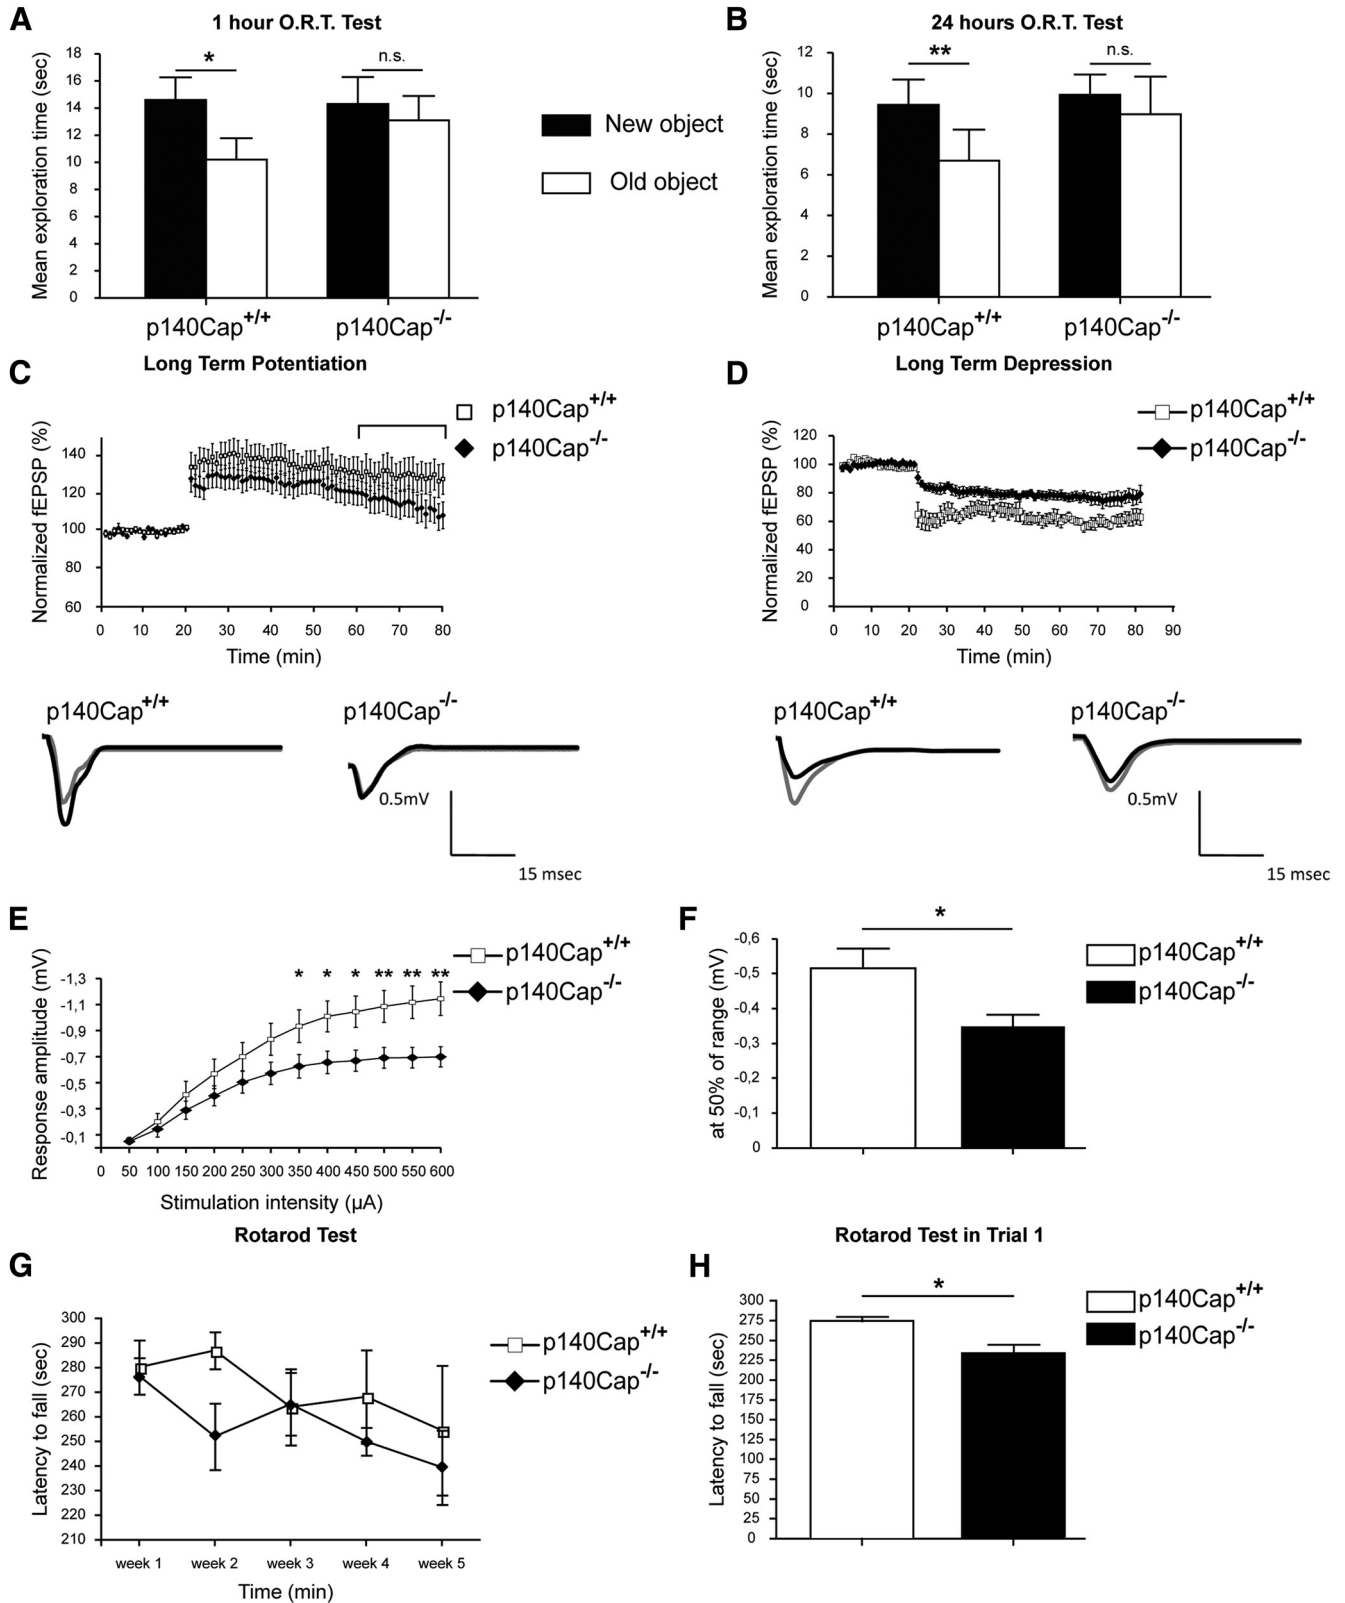 A
1 hour O.R.T. Test
Mean exploration time (sec)
18
16
14
12
10
8
6
4
2
0
*
n.s.
p140Cap+/+
p140Cap-/-
New object
Old object
B
24 hours O.R.T. Test
Mean exploration time (sec)
12
10
8
6
4
2
0
**
n.s.
p140Cap+/+
p140Cap-/-
C
Long Term Potentiation
Normalized fEPSP (%)
140
120
100
80
60
0 10 20 30 40 50 60 70 80
Time (min)
p140Cap+/+
p140Cap-/-
D
Long Term Depression
Normalized fEPSP (%)
120
100
80
60
40
20
0
0 10 20 30 40 50 60 70 80 90
Time (min)
p140Cap+/+
p140Cap-/-
p140Cap+/+
p140Cap-/-
0.5mV
15 msec
p140Cap+/+
p140Cap-/-
0.5mV
15 msec
E
Response amplitude (mV)
-1,3
-1,1
-0,9
-0,7
-0,5
-0,3
-0,1
* * * ** ** **
0 50 100 150 200 250 300 350 400 450 500 550 600
Stimulation intensity (µA)
p140Cap+/+
p140Cap-/-
F
at 50% of range (mV)
-0,6
-0,5
-0,4
-0,3
-0,2
-0,1
0
*
p140Cap+/+
p140Cap-/-
G
Rotarod Test
Latency to fall (sec)
300
290
280
270
260
250
240
230
220
210
week 1 week 2 week 3 week 4 week 5
Time (min)
p140Cap+/+
p140Cap-/-
H
Rotarod Test in Trial 1
Latency to fall (sec)
300
275
250
225
200
175
150
125
100
75
50
25
0
*
p140Cap+/+
p140Cap-/-